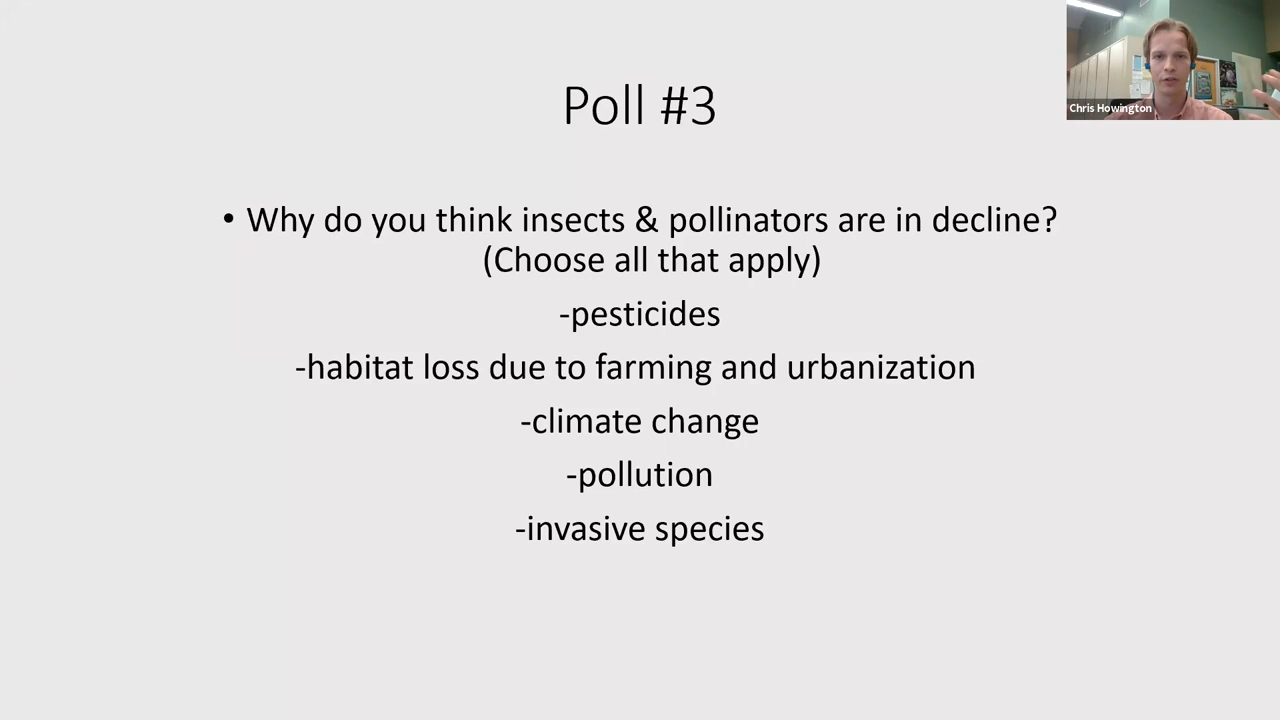 Poll #3
Chris Howington
• Why do you think insects & pollinators are in decline?
(Choose all that apply)
-pesticides
-habitat loss due to farming and urbanization
-climate change
-pollution
-invasive species